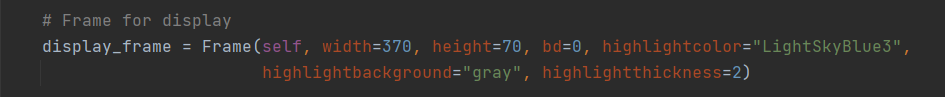 # Frame for display
display_frame = Frame(self, width=370, height=70, bd=0, highlightcolor="LightSkyBlue3",
highlightbackground="gray", highlightthickness=2)